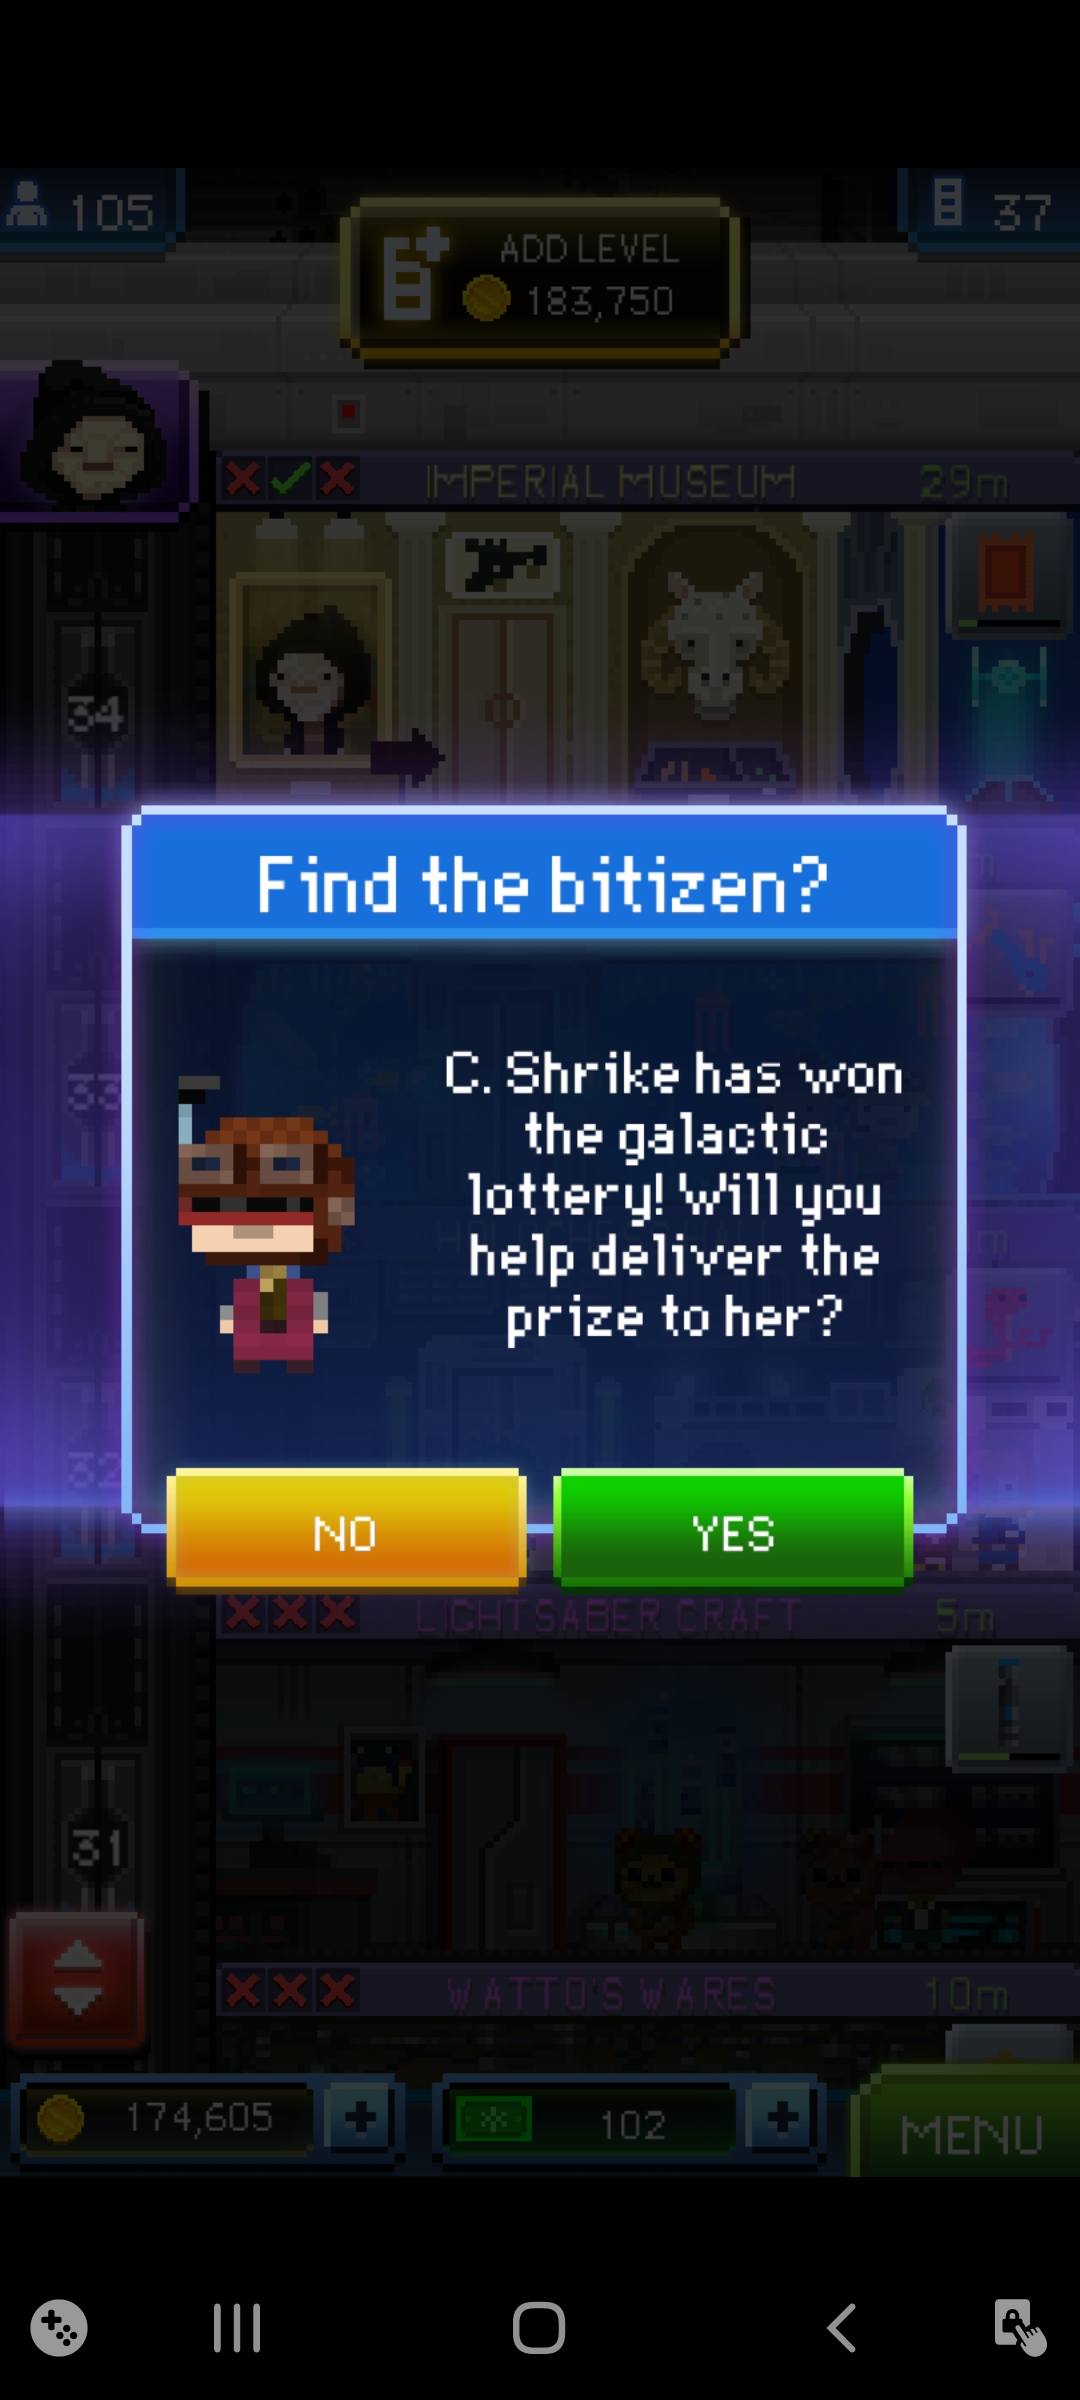 105
ADD LEVEL
183,750
37
IMPERIAL MUSEUM
29m
34
Find the bitizen?
C. Shrike has won
the galactic
lottery! Will you
help deliver the
prize to her?
33
32
NO
YES
LIGHTSABER CRAFT
5m
31
WATTO'S WARES
10m
174,605
102
MENU